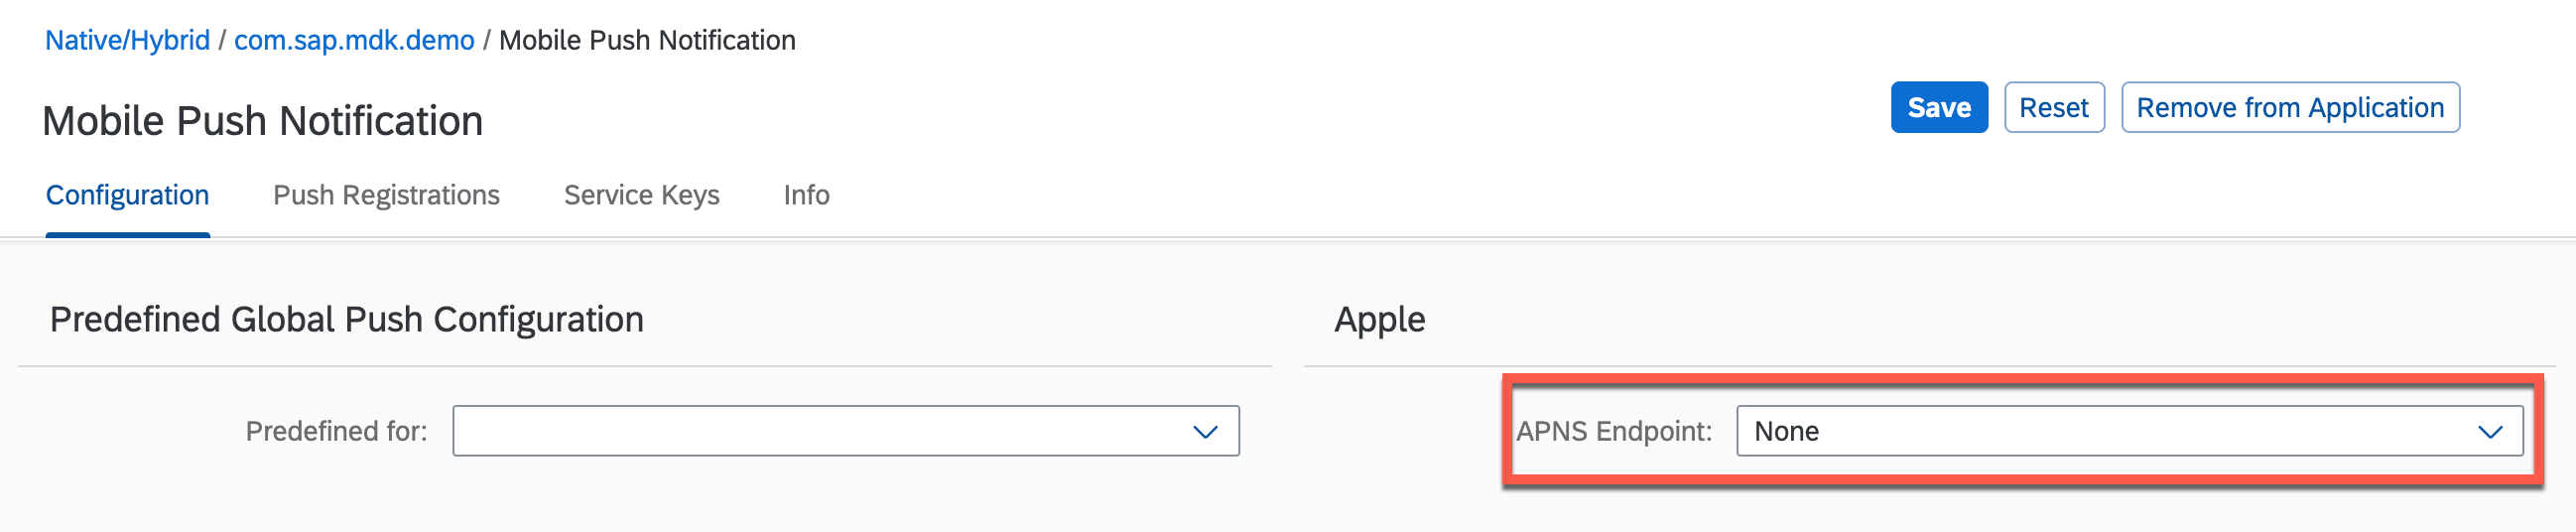 Native/Hybrid / com.sap.mdk.demo / Mobile Push Notification
Mobile Push Notification
Save Reset Remove from Application
Configuration Push Registrations Service Keys Info
Predefined Global Push Configuration
Predefined for:
Apple
APNS Endpoint: None